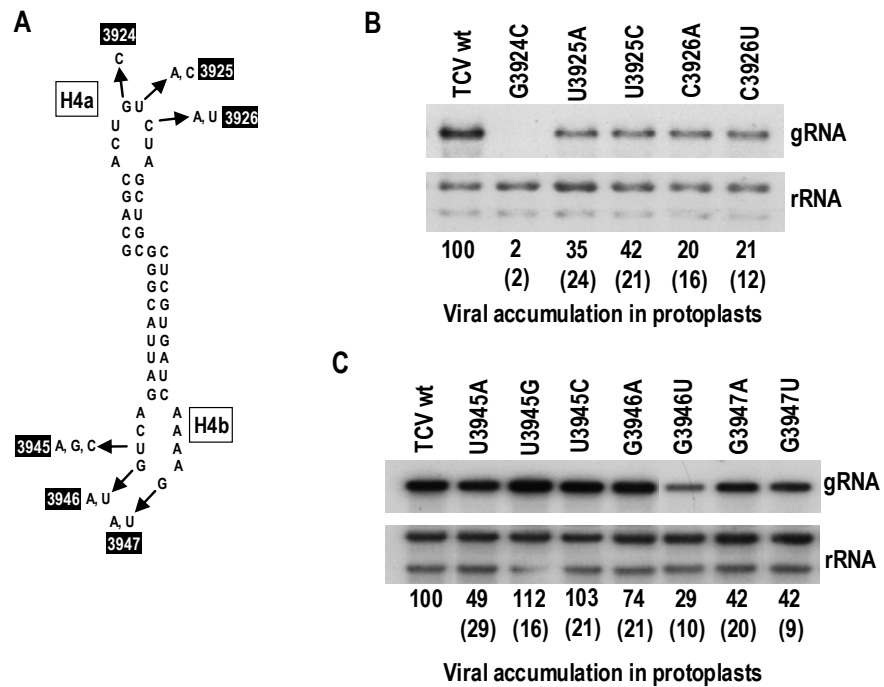 A
3924
C
H4a
A, C 3925
G U
U C A, U 3926
C U
A A
C G
G C
A U
C G
G C
G C
G U
G C
C G
A U
U G
U A
A U
G C
A A
C A
H4b
3945 A, G, C U A
G A
3946 A, U G
A, U
3947
B
TCV wt G3924C U3925A U3925C C3926A C3926U
gRNA
rRNA
100 2 35 42 20 21
(2) (24) (21) (16) (12)
Viral accumulation in protoplasts
C
TCV wt U3945A U3945G U3945C G3946A G3946U G3947A G3947U
gRNA
rRNA
100 49 112 103 74 29 42 42
(29) (16) (21) (21) (10) (20) (9)
Viral accumulation in protoplasts